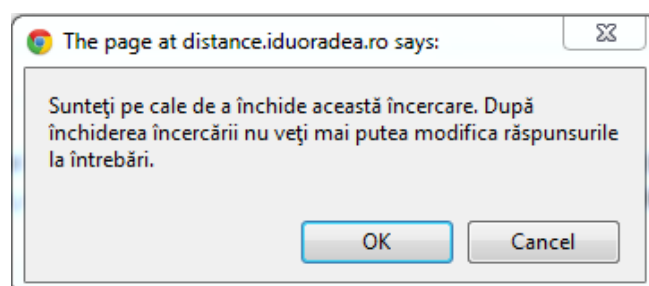 The page at distance.iduoradea.ro says:
Sunteţi pe cale de a închide această încercare. După
închiderea încercării nu veţi mai putea modifica răspunsurile
la întrebări.
OK Cancel